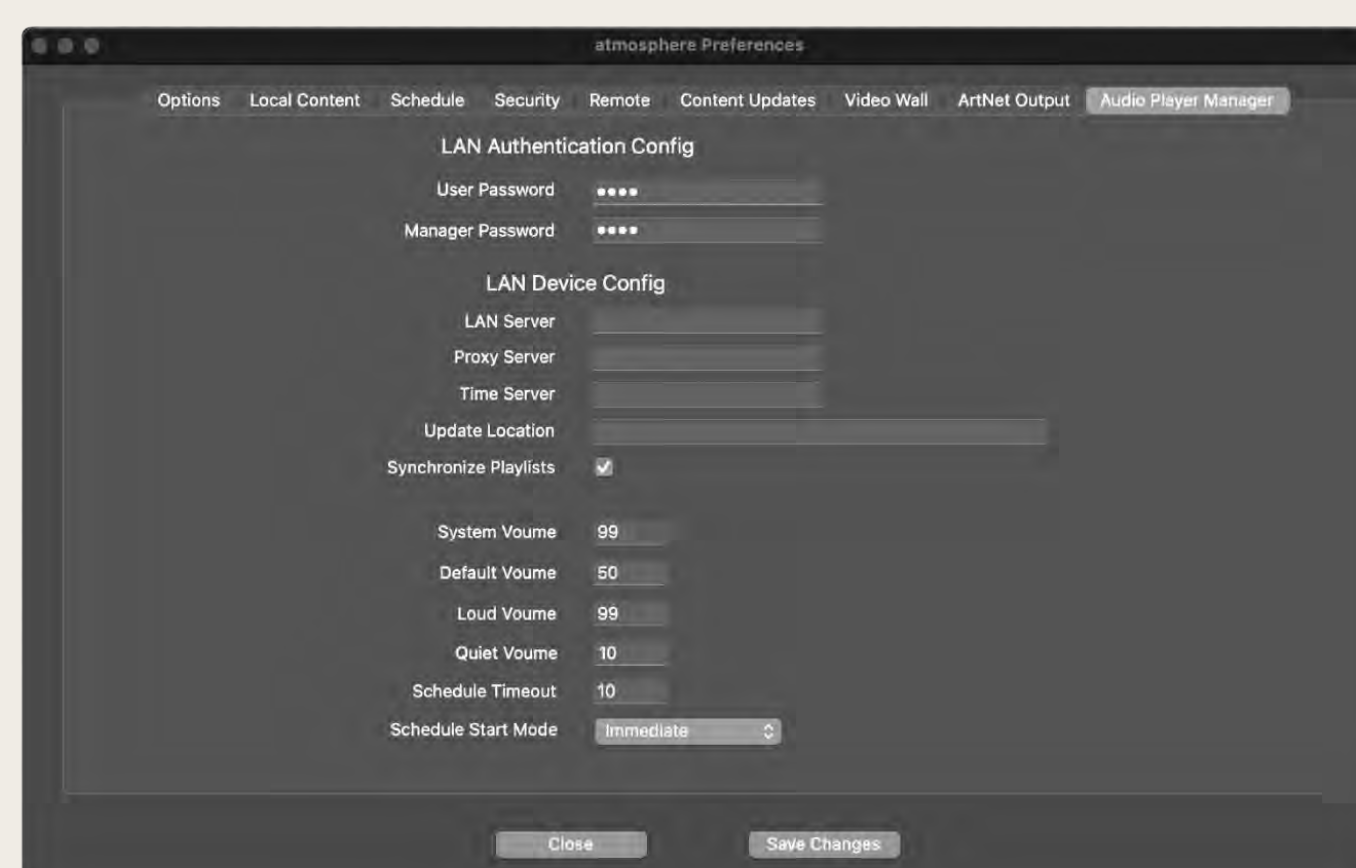 atmosphere Preferences
Options Local Content Schedule Security Remote Content Updates Video Wall ArtNet Output Audio Player Manager
LAN Authentication Config
User Password ••••
Manager Password ••••
LAN Device Config
LAN Server
Proxy Server
Time Server
Update Location
Synchronize Playlists
System Voume 99
Default Voume 50
Loud Voume 99
Quiet Voume 10
Schedule Timeout 10
Schedule Start Mode Immediate
Close Save Changes